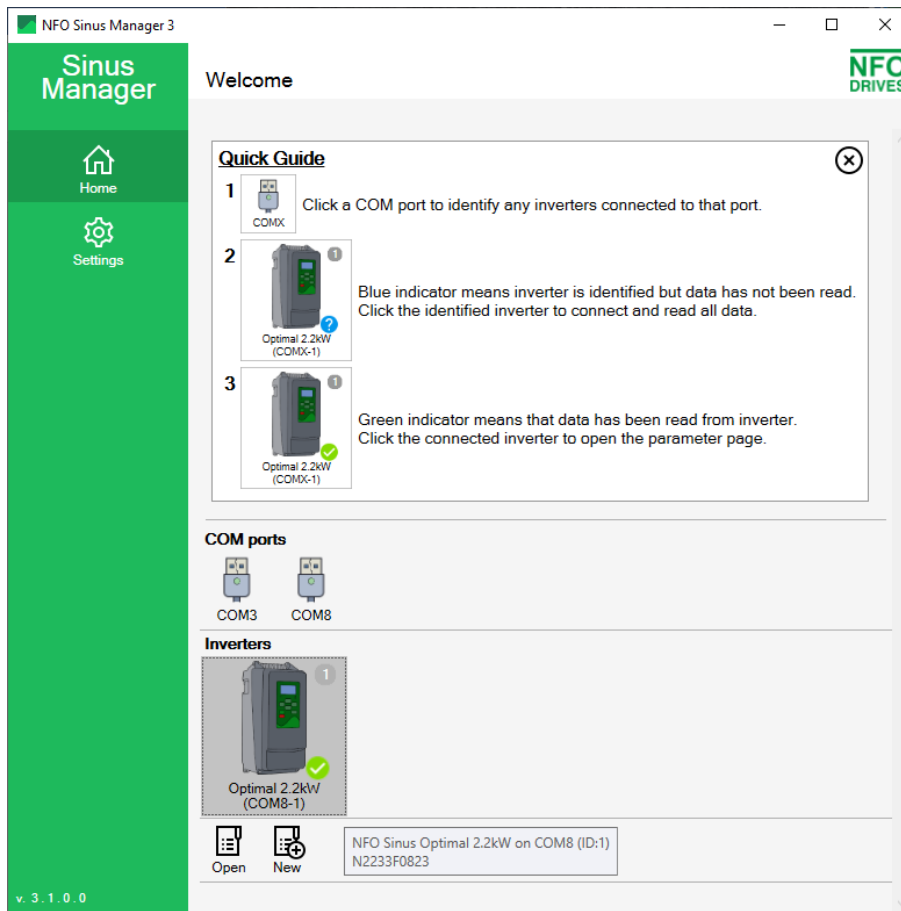 NFO Sinus Manager 3
Sinus
Manager
Welcome
NFO
DRIVES
Home
Settings
Quick Guide
1
COMX
Click a COM port to identify any inverters connected to that port.
2
1
Optimal 2.2kW
(COMX-1)
Blue indicator means inverter is identified but data has not been read.
Click the identified inverter to connect and read all data.
3
1
Optimal 2.2kW
(COMX-1)
Green indicator means that data has been read from inverter.
Click the connected inverter to open the parameter page.
COM ports
COM3
COM8
Inverters
1
Optimal 2.2kW
(COM8-1)
Open
New
NFO Sinus Optimal 2.2kW on COM8 (ID:1)
N2233F0823
v. 3.1.0.0